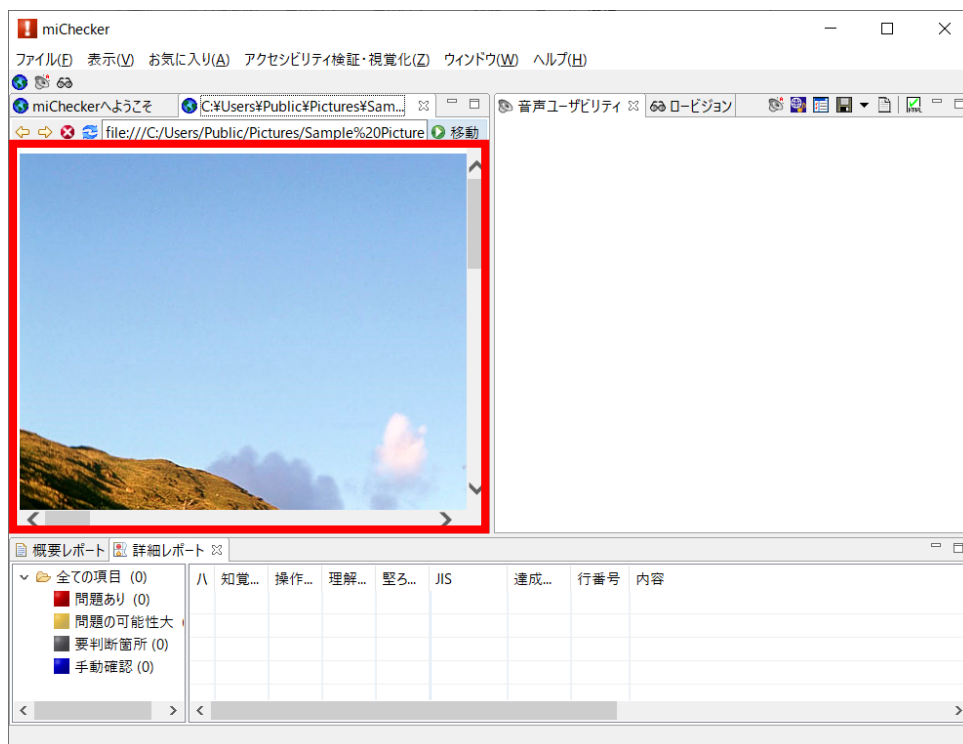 miChecker
ファイル(F) 表示(V) お気に入り(A) アクセシビリティ検証・視覚化(Z) ウィンドウ(W) ヘルプ(H)
miCheckerへようこそ C:¥Users¥Public¥Pictures¥Sam... 音声ユーザビリティ ロービジョン
file:///C:/Users/Public/Pictures/Sample%20Picture 移動
概要レポート 詳細レポート
全ての項目 (0) ハ 知覚... 操作... 理解... 堅ろ... JIS 達成... 行番号 内容
問題あり (0)
問題の可能性大 (
要判断箇所 (0)
手動確認 (0)